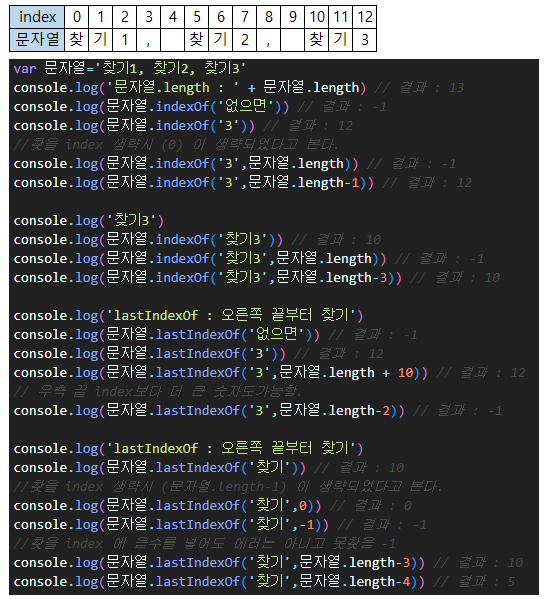 index 0 1 2 3 4 5 6 7 8 9 10 11 12
문자열 찾 기 1 , 찾 기 2 , 찾 기 3
var 문자열='찾기1, 찾기2, 찾기3'
console.log('문자열.length : ' + 문자열.length) // 결과 : 13
console.log(문자열.indexOf('없으면')) // 결과 : -1
console.log(문자열.indexOf('3')) // 결과 : 12
//찾을 index 생략시 (0) 이 생략되었다고 본다.
console.log(문자열.indexOf('3',문자열.length)) // 결과 : -1
console.log(문자열.indexOf('3',문자열.length-1)) // 결과 : 12
console.log('찾기3')
console.log(문자열.indexOf('찾기3')) // 결과 : 10
console.log(문자열.indexOf('찾기3',문자열.length)) // 결과 : -1
console.log(문자열.indexOf('찾기3',문자열.length-3)) // 결과 : 10
console.log('lastIndexOf : 오른쪽 끝부터 찾기')
console.log(문자열.lastIndexOf('없으면')) // 결과 : -1
console.log(문자열.lastIndexOf('3')) // 결과 : 12
console.log(문자열.lastIndexOf('3',문자열.length + 10)) // 결과 : 12
// 우측 끝 index보다 더 큰 숫자도가능함.
console.log(문자열.lastIndexOf('3',문자열.length-2)) // 결과 : -1
console.log('lastIndexOf : 오른쪽 끝부터 찾기')
console.log(문자열.lastIndexOf('찾기')) // 결과 : 10
//찾을 index 생략시 (문자열.length-1) 이 생략되었다고 본다.
console.log(문자열.lastIndexOf('찾기',0)) // 결과 : 0
console.log(문자열.lastIndexOf('찾기',-1)) // 결과 : -1
//찾을 index 에 음수를 넣어도 에러는 아니고 못찾음 -1
console.log(문자열.lastIndexOf('찾기',문자열.length-3)) // 결과 : 10
console.log(문자열.lastIndexOf('찾기',문자열.length-4)) // 결과 : 5